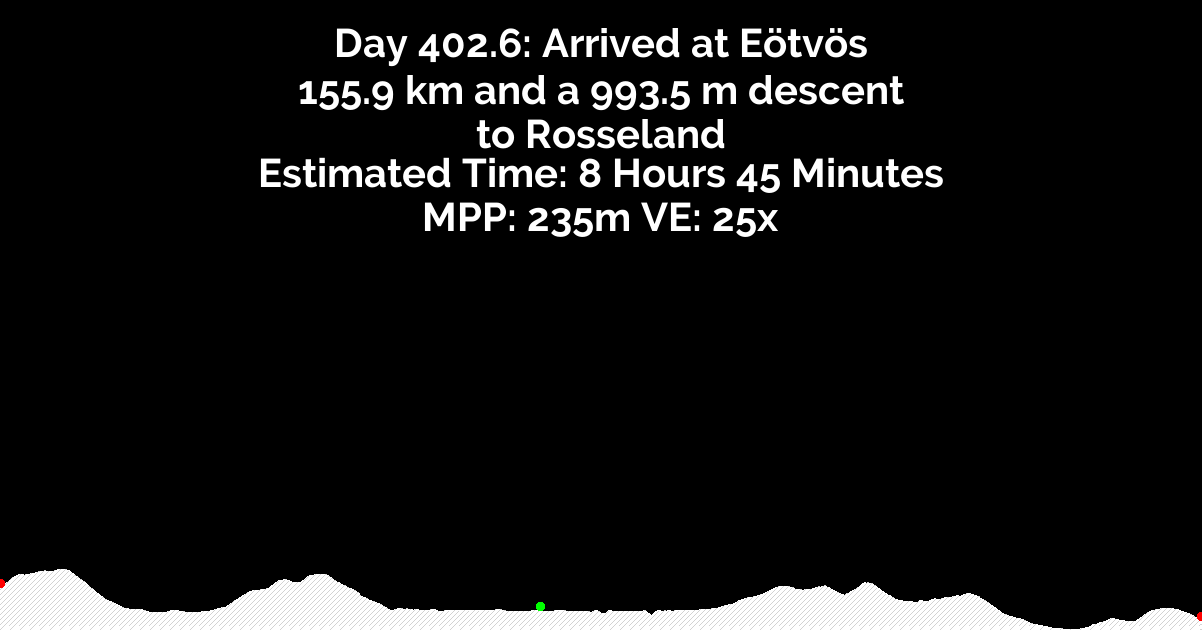 Day 402.6: Arrived at Eötvös
155.9 km and a 993.5 m descent
to Rosseland
Estimated Time: 8 Hours 45 Minutes
MPP: 235m VE: 25x